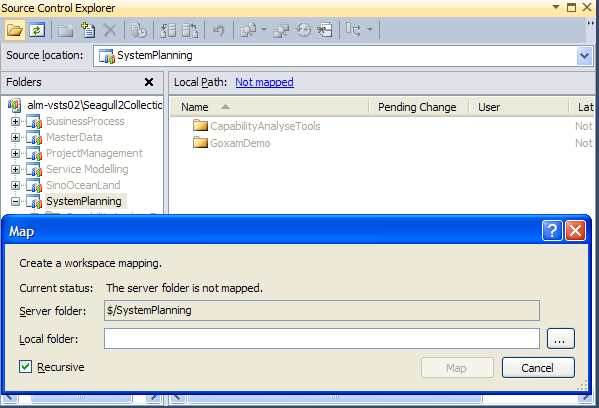 Source Control Explorer
Source location: SystemPlanning
Folders
Local Path: Not mapped
alm-vsts02\Seagull2Collectio
Name Pending Change User Lat
BusinessProcess
CapabilityAnalyseTools Not
MasterData
GoxamDemo Not
ProjectManagement
Service Modelling
SinoOceanLand
SystemPlanning
Map
Create a workspace mapping.
Current status: The server folder is not mapped.
Server folder: $/SystemPlanning
Local folder: ...
Recursive Map Cancel